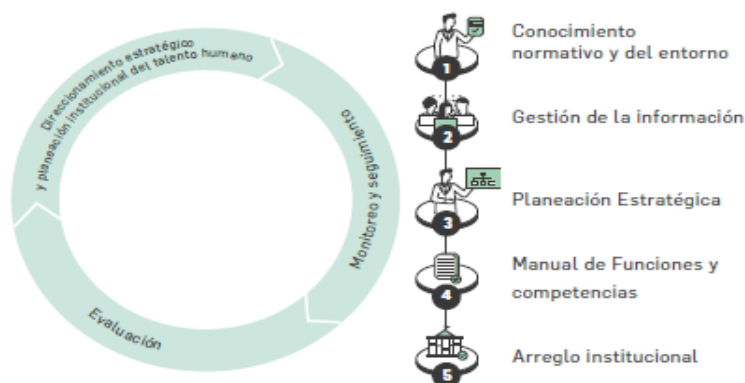 Direccionamiento estratégico
y planeación institucional del talento humano
Monitoreo y seguimiento
Evaluación
1
Conocimiento
normativo y del entorno
2
Gestión de la información
3
Planeación Estratégica
4
Manual de Funciones y
competencias
5
Arreglo institucional